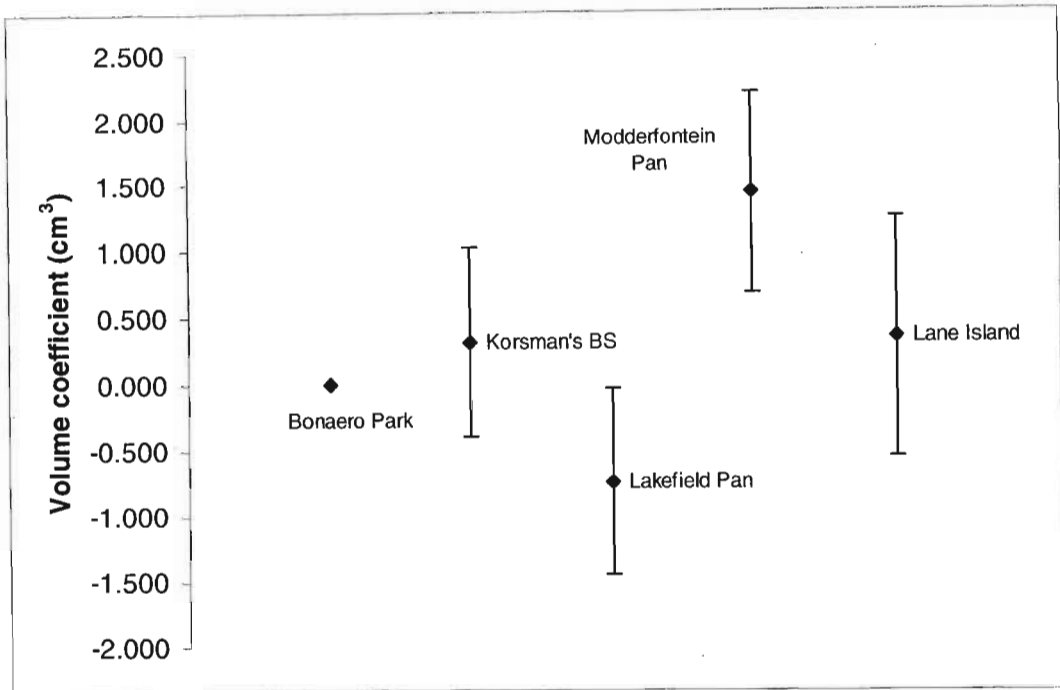 Volume coefficient (cm³)
2.500
2.000
1.500
1.000
0.500
0.000
-0.500
-1.000
-1.500
-2.000
Bonaero Park
Korsman's BS
Lakefield Pan
Modderfontein
Pan
Lane Island